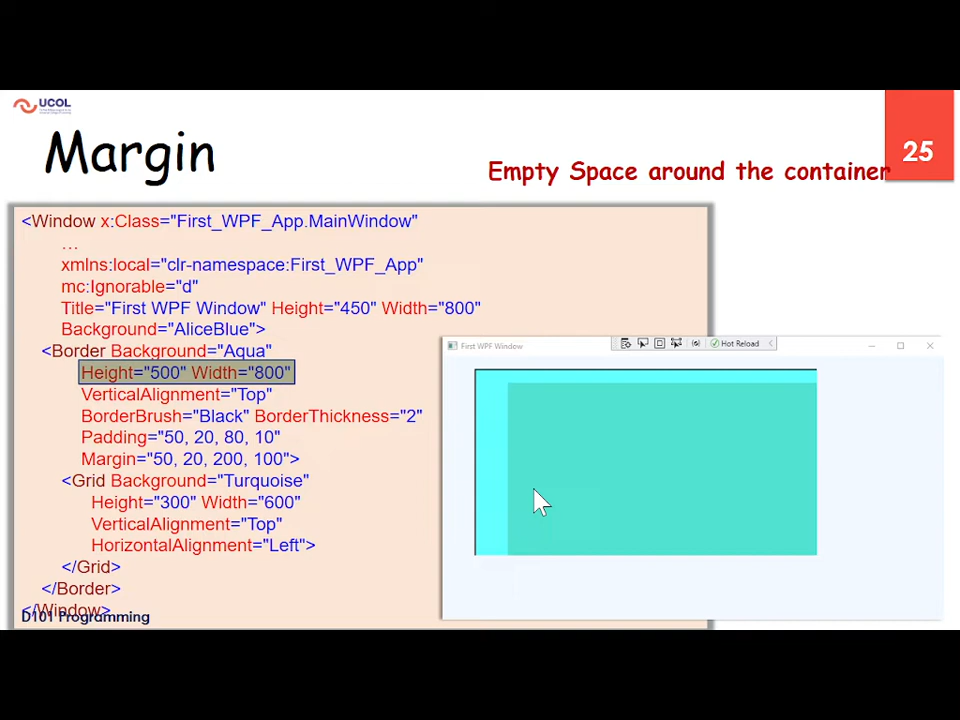 UCOL
Margin
Empty Space around the container
25
<Window x:Class="First_WPF_App.MainWindow"
…
xmlns:local="clr-namespace:First_WPF_App"
mc:Ignorable="d"
Title="First WPF Window" Height="450" Width="800"
Background="AliceBlue">
<Border Background="Aqua"
Height="500" Width="800"
VerticalAlignment="Top"
BorderBrush="Black" BorderThickness="2"
Padding="50, 20, 80, 10"
Margin="50, 20, 200, 100">
<Grid Background="Turquoise"
Height="300" Width="600"
VerticalAlignment="Top"
HorizontalAlignment="Left">
</Grid>
</Border>
</Window>
D101 Programming
First WPF Window
Hot Reload